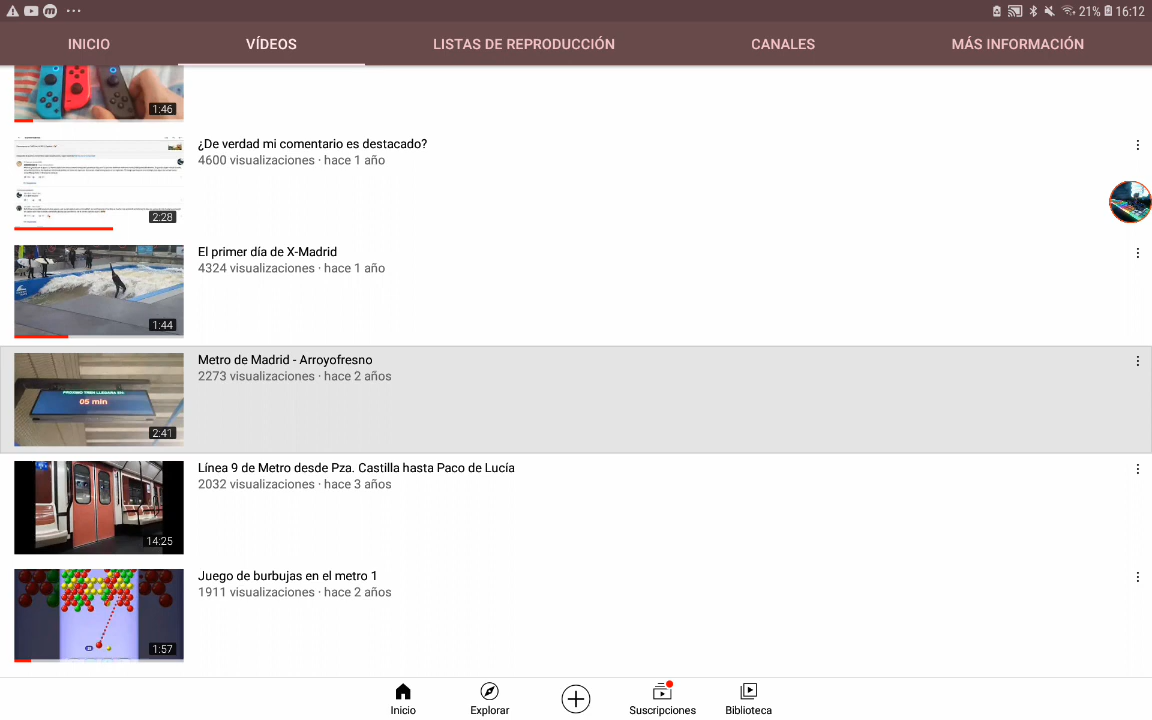 21% 16:12
INICIO VÍDEOS LISTAS DE REPRODUCCIÓN CANALES MÁS INFORMACIÓN
1:46
¿De verdad mi comentario es destacado?
4600 visualizaciones · hace 1 año
2:28
El primer día de X-Madrid
4324 visualizaciones · hace 1 año
1:44
Metro de Madrid - Arroyofresno
2273 visualizaciones · hace 2 años
05 min
2:41
Línea 9 de Metro desde Pza. Castilla hasta Paco de Lucía
2032 visualizaciones · hace 3 años
14:25
Juego de burbujas en el metro 1
1911 visualizaciones · hace 2 años
1:57
Inicio Explorar Suscripciones Biblioteca